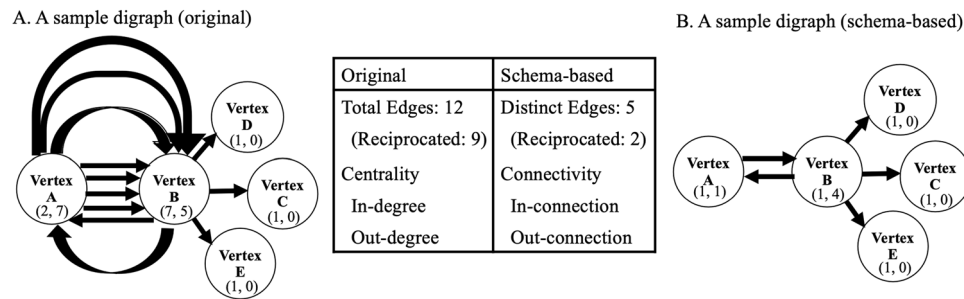 A. A sample digraph (original)
Vertex
A
(2, 7)
Vertex
B
(7, 5)
Vertex
D
(1, 0)
Vertex
C
(1, 0)
Vertex
E
(1, 0)
Original
Schema-based
Total Edges: 12
Distinct Edges: 5
(Reciprocated: 9)
(Reciprocated: 2)
Centrality
Connectivity
In-degree
In-connection
Out-degree
Out-connection
B. A sample digraph (schema-based)
Vertex
A
(1, 1)
Vertex
B
(1, 4)
Vertex
D
(1, 0)
Vertex
C
(1, 0)
Vertex
E
(1, 0)